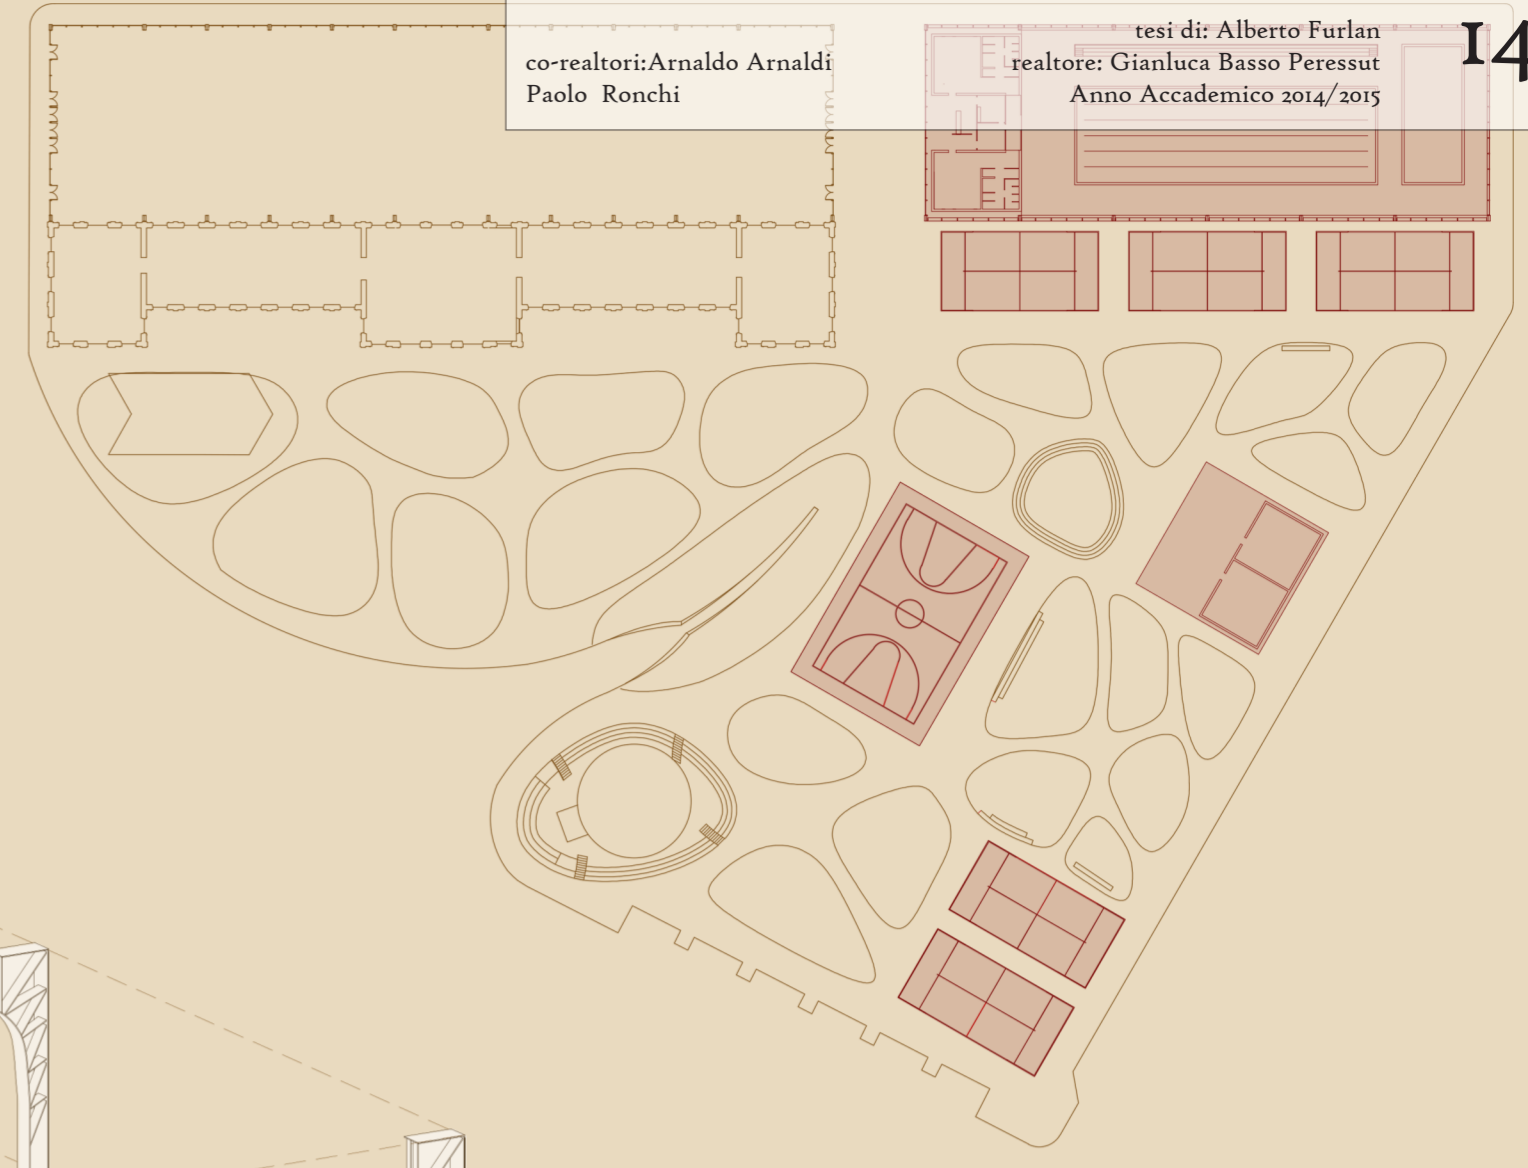 tesi di: Alberto Furlan
co-realtori:Arnaldo Arnaldi
realtore: Gianluca Basso Peressut
Paolo Ronchi
Anno Accademico 2014/2015
14